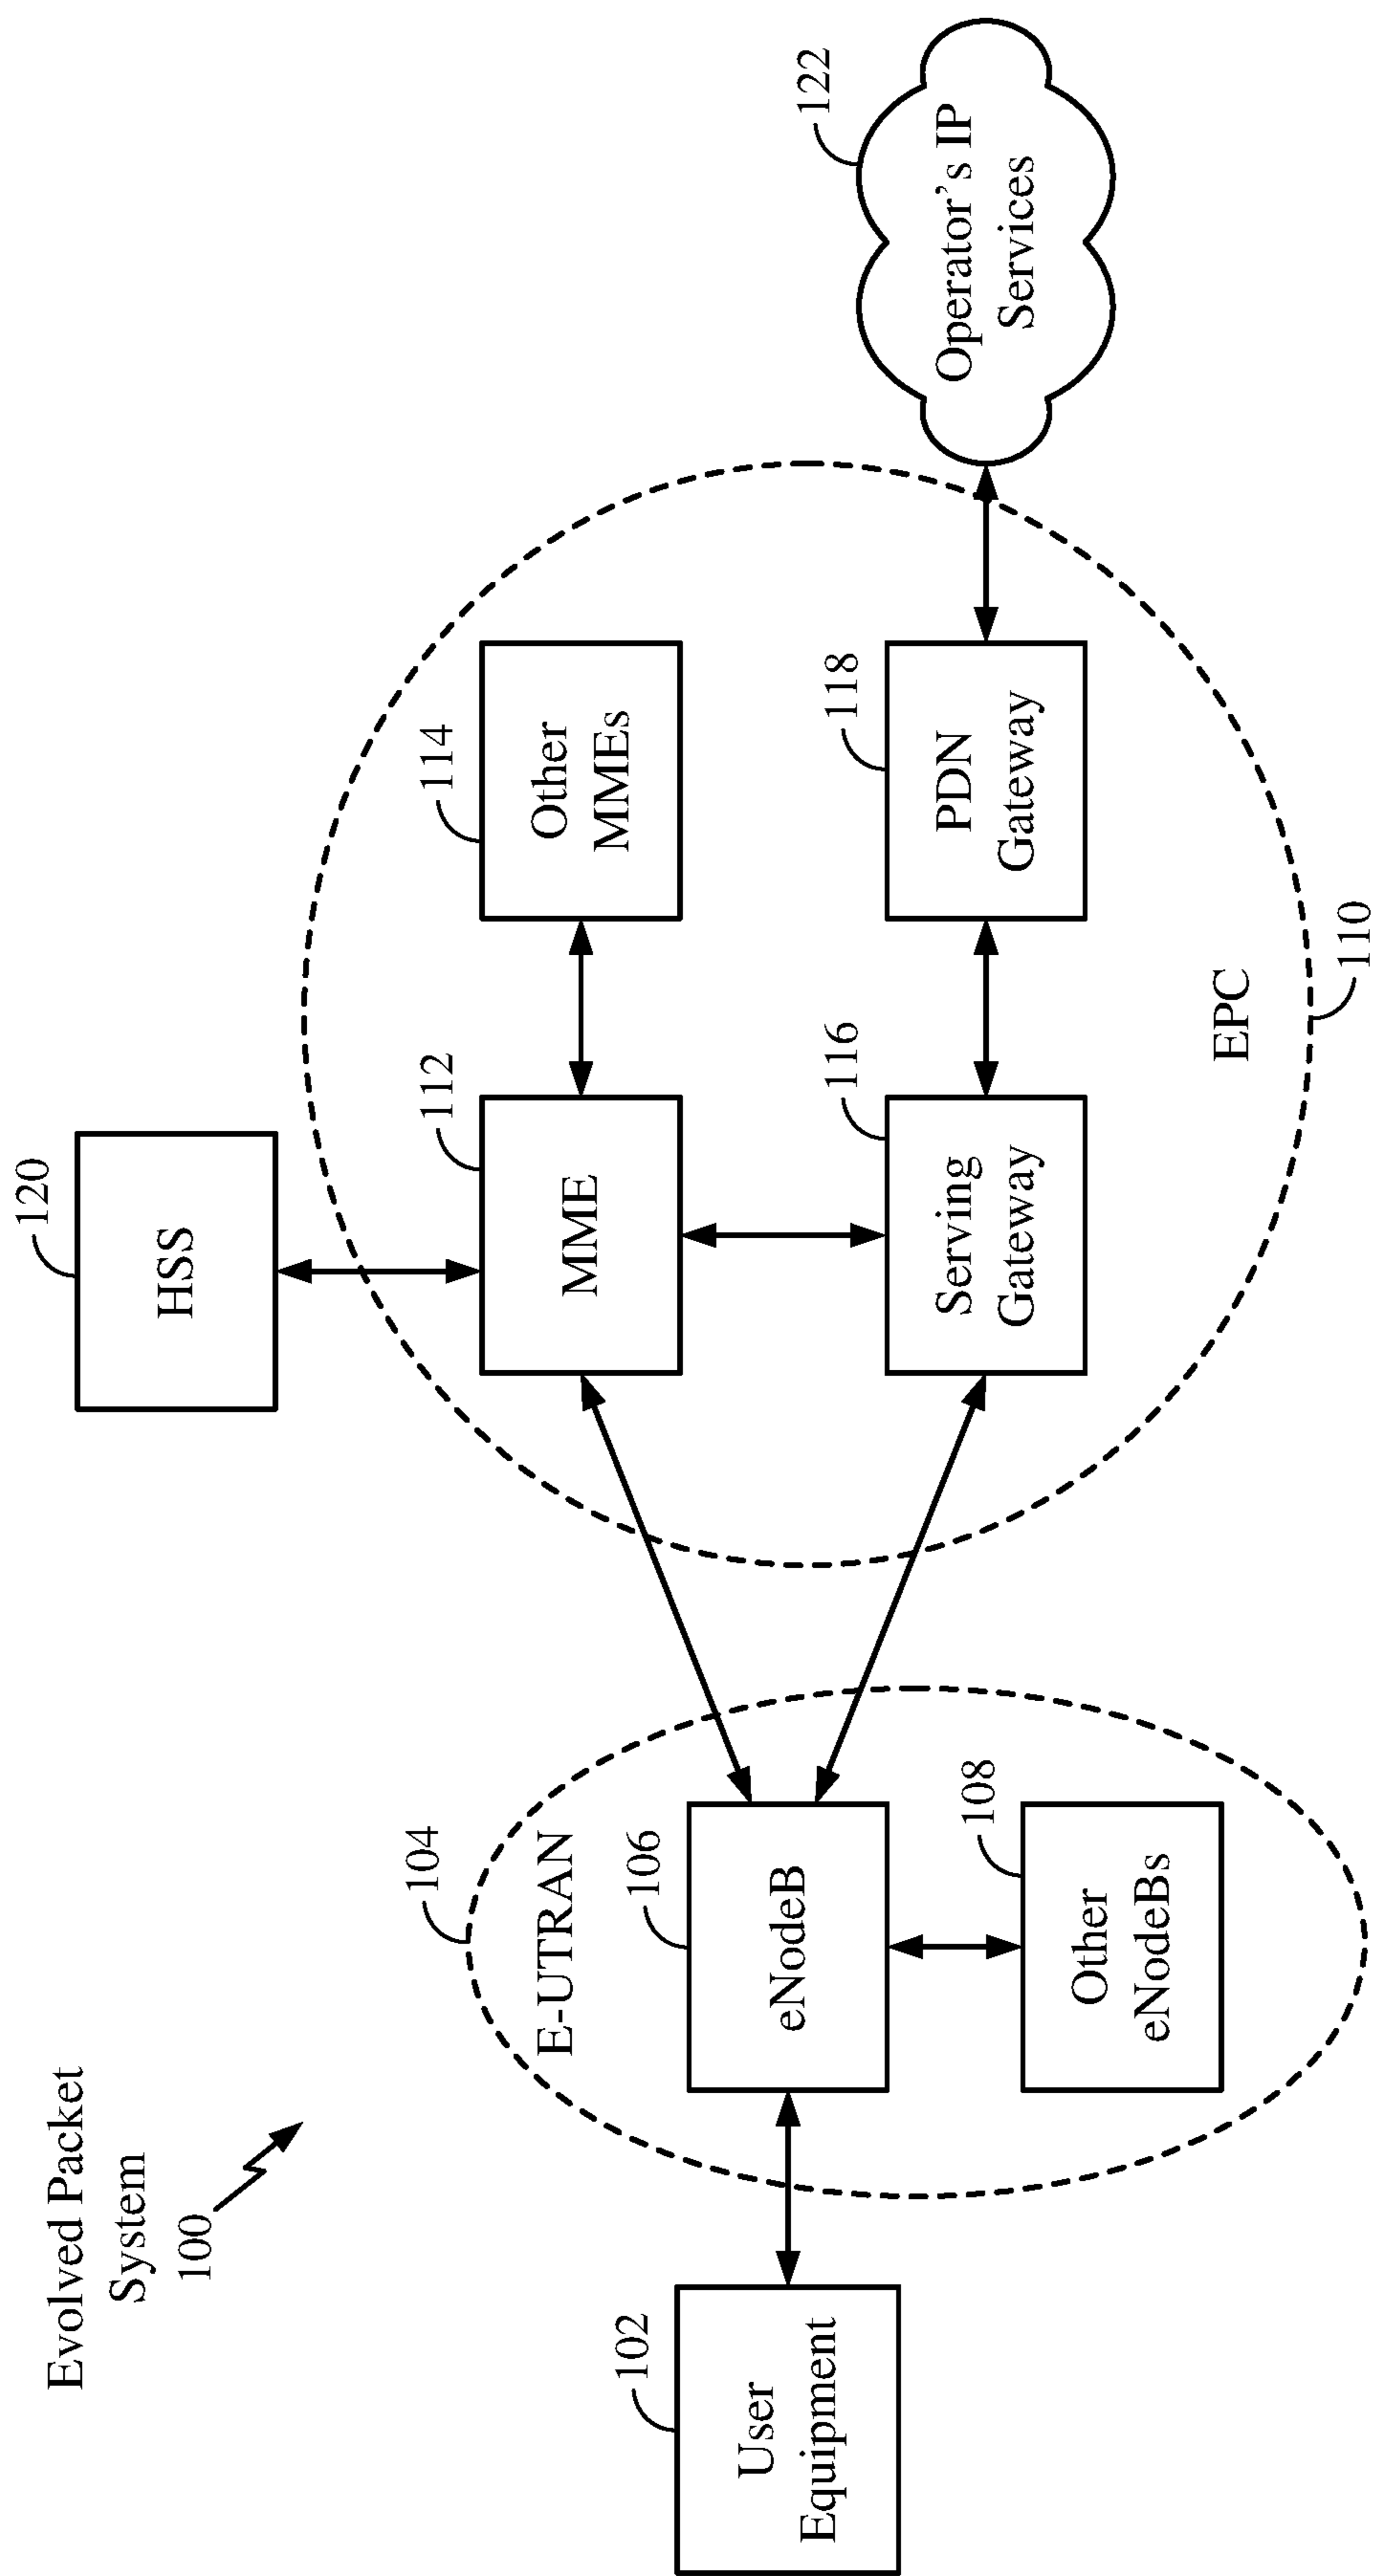 Evolved Packet
System
100
120
HSS
104
E-UTRAN
102
User
Equipment
106
eNodeB
108
Other
eNodeBs
112
MME
114
Other
MMEs
116
Serving
Gateway
118
PDN
Gateway
EPC
110
122
Operator’s IP
Services